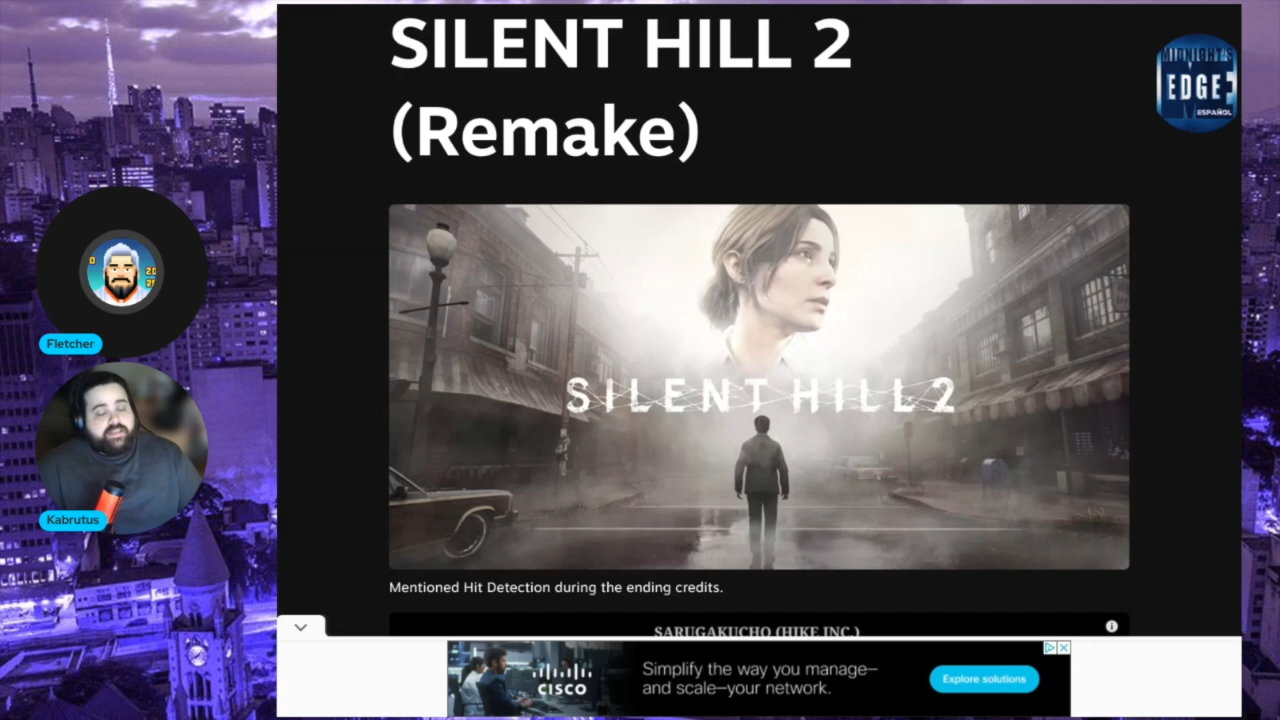 SILENT HILL 2
(Remake)
MIDNIGHT'S
EDGE
ESPAÑOL
SILENT HILL 2
Fletcher
Kabrutus
Mentioned Hit Detection during the ending credits.
SARUGAKUCHO (HIKE INC.)
CISCO
Simplify the way you manage—
and scale—your network.
Explore solutions